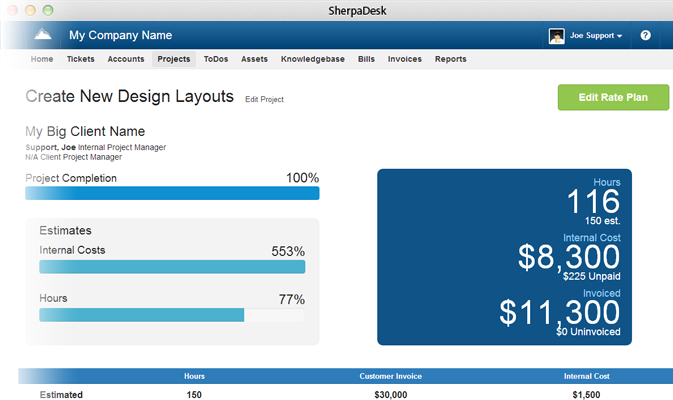 SherpaDesk
My Company Name
Joe Support
?
Home Tickets Accounts Projects ToDos Assets Knowledgebase Bills Invoices Reports
Create New Design Layouts Edit Project
Edit Rate Plan
My Big Client Name
Support, Joe Internal Project Manager
N/A Client Project Manager
Project Completion 100%
Estimates
Internal Costs 553%
Hours 77%
Hours
116
150 est.
Internal Cost
$8,300
$225 Unpaid
Invoiced
$11,300
$0 Uninvoiced
Hours Customer Invoice Internal Cost
Estimated 150 $30,000 $1,500